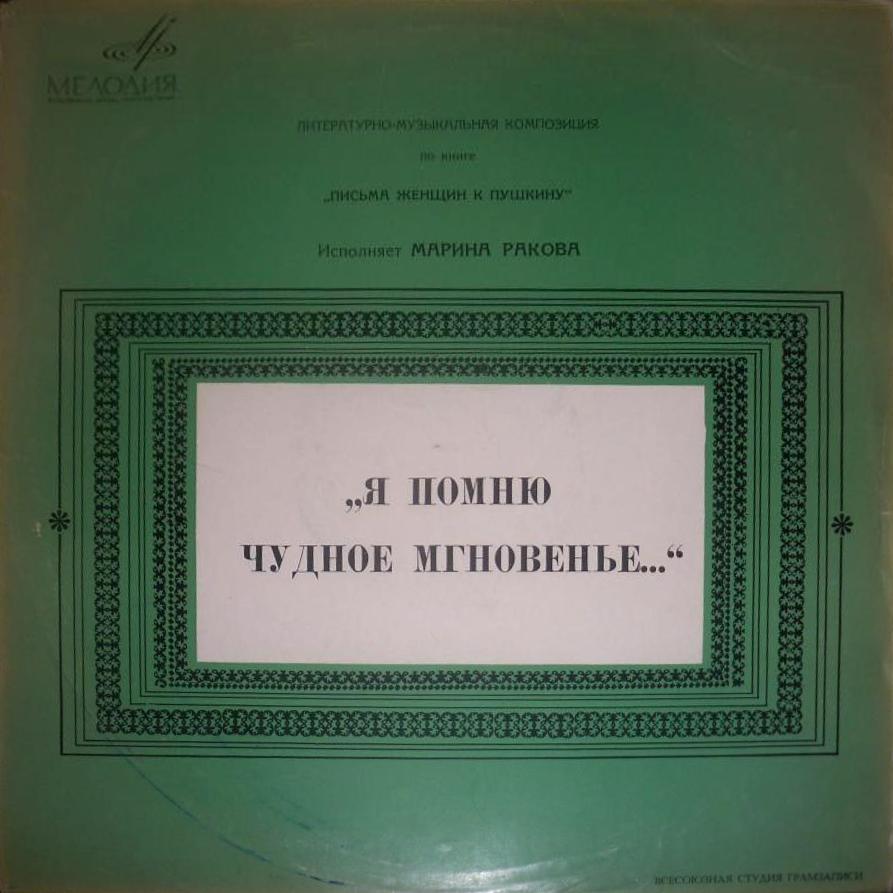 МЕЛОДИЯ
ЛИТЕРАТУРНО-МУЗЫКАЛЬНАЯ КОМПОЗИЦИЯ
ПО КНИГЕ
„ПИСЬМА ЖЕНЩИН К ПУШКИНУ“
Исполняет МАРИНА РАКОВА
„Я ПОМНЮ
ЧУДНОЕ МГНОВЕНЬЕ...“
ВСЕСОЮЗНАЯ СТУДИЯ ГРАМЗАПИСИ